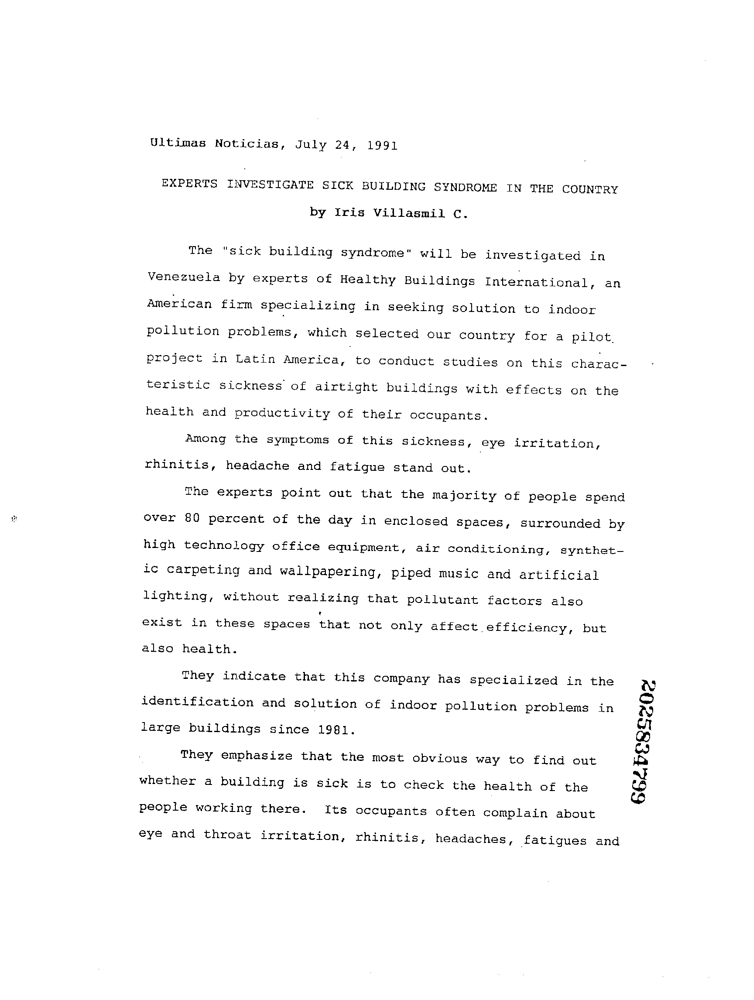 Ultimas Noticias, July 24, 1991
EXPERTS INVESTIGATE SICK BUILDING SYNDROME IN THE COUNTRY
by Iris Villasmil C.
The "sick building syndrome" will be investigated in
Venezuela by experts of Healthy Buildings International, an
American firm specializing in seeking solution to indoor
pollution problems, which selected our country for a pilot
project in Latin America, to conduct studies on this charac-
teristic sickness of airtight buildings with effects on the
health and productivity of their occupants.
Among the symptoms of this sickness, eye irritation,
rhinitis, headache and fatigue stand out.
The experts point out that the majority of people spend
over 80 percent of the day in enclosed spaces, surrounded by
high technology office equipment, air conditioning, synthet-
ic carpeting and wallpapering, piped music and artificial
lighting, without realizing that pollutant factors also
exist in these spaces that not only affect efficiency, but
also health.
They indicate that this company has specialized in the
identification and solution of indoor pollution problems in
large buildings since 1981.
They emphasize that the most obvious way to find out
whether a building is sick is to check the health of the
people working there. Its occupants often complain about
eye and throat irritation, rhinitis, headaches, fatigues and
2025834799